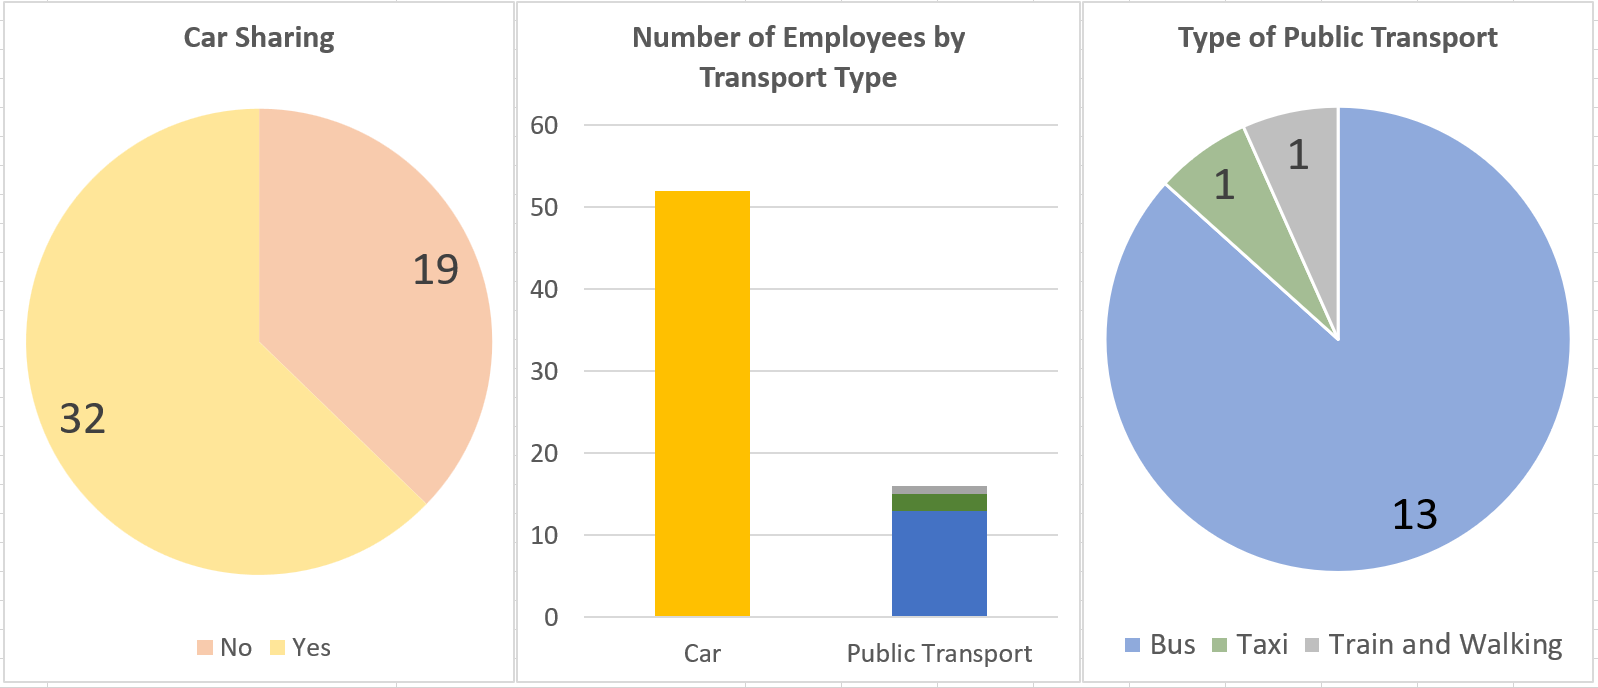 Car Sharing
19
32
No Yes
Number of Employees by
Transport Type
60
50
40
30
20
10
0
Car Public Transport
Type of Public Transport
1
1
13
Bus Taxi Train and Walking